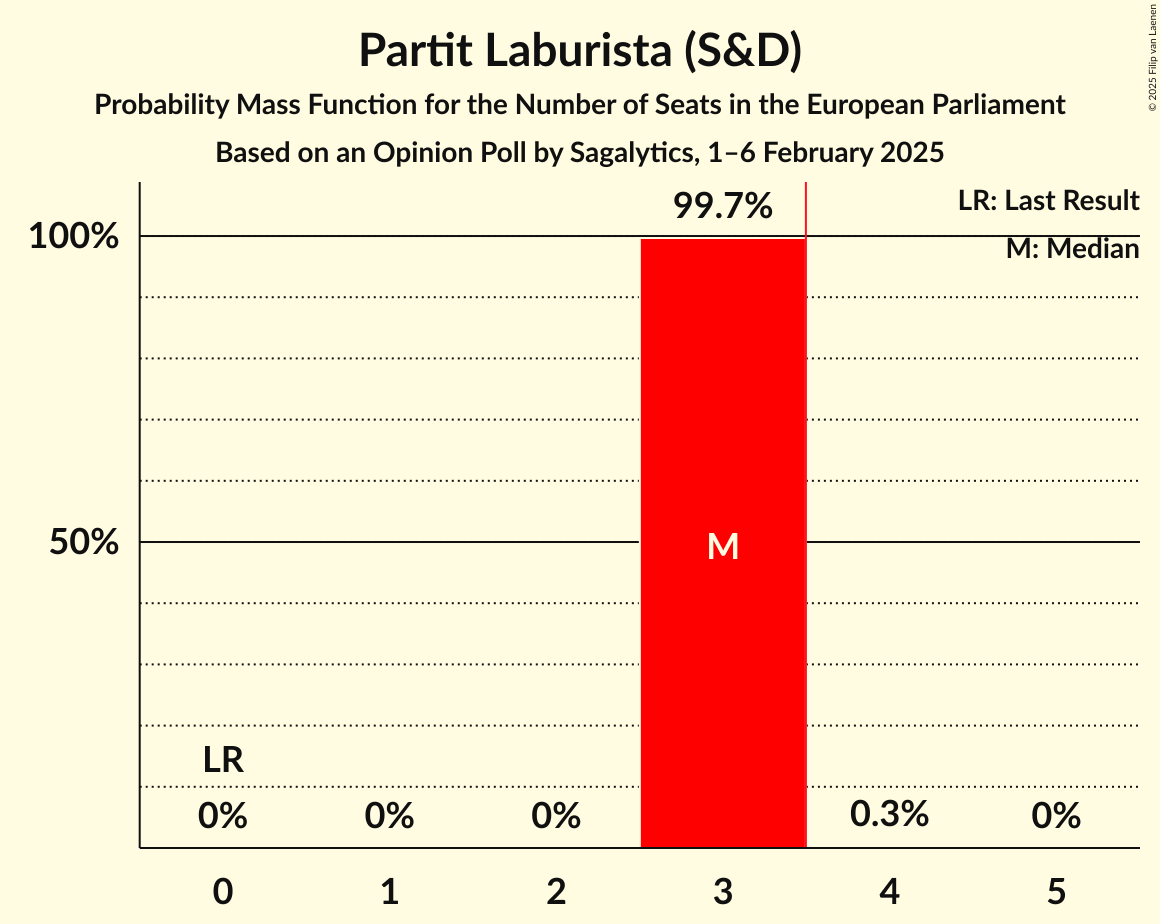 Partit Laburista (S&D)
Probability Mass Function for the Number of Seats in the European Parliament
Based on an Opinion Poll by Sagalytics, 1–6 February 2025
© 2025 Filip van Laenen
LR: Last Result
M: Median
99.7%
100%
50%
M
LR
0% 0% 0% 0.3% 0%
0 1 2 3 4 5